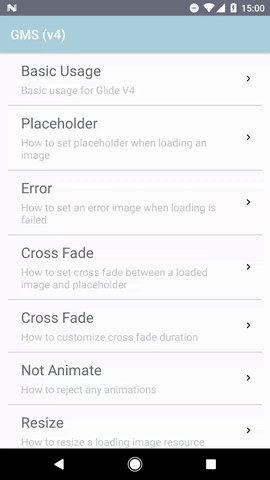 15:00
GMS (v4)
Basic Usage
Basic usage for Glide V4
Placeholder
How to set placeholder when loading an
image
Error
How to set an error image when loading is
failed
Cross Fade
How to set cross fade between a loaded
image and placeholder
Cross Fade
How to customize cross fade duration
Not Animate
How to reject any animations
Resize
How to resize a loading image resource